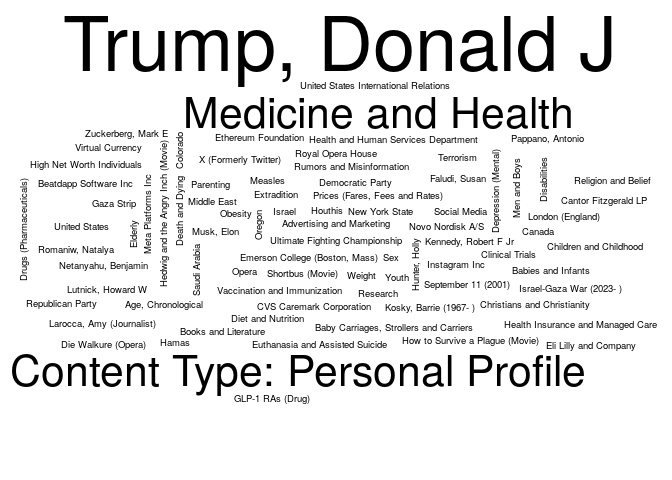 Trump, Donald J
United States International Relations
Medicine and Health
Zuckerberg, Mark E
Colorado
Ethereum Foundation
Health and Human Services Department
Pappano, Antonio
Virtual Currency
Hedwig and the Angry Inch (Movie)
X (Formerly Twitter)
Royal Opera House
Rumors and Misinformation
Terrorism
High Net Worth Individuals
Depression (Mental)
Men and Boys
Disabilities
Drugs (Pharmaceuticals)
Beatdapp Software Inc
Meta Platforms Inc
Death and Dying
Parenting
Measles
Democratic Party
Faludi, Susan
Religion and Belief
Extradition
Prices (Fares, Fees and Rates)
Gaza Strip
Middle East
Cantor Fitzgerald LP
Obesity
Oregon
Israel
Houthis
New York State
Social Media
London (England)
United States
Elderly
Musk, Elon
Advertising and Marketing
Novo Nordisk A/S
Canada
Romaniv, Natalya
Saudi Arabia
Ultimate Fighting Championship
Hunter, Holly
Kennedy, Robert F Jr
Children and Childhood
Clinical Trials
Netanyahu, Benjamin
Emerson College (Boston, Mass)
Sex
Instagram Inc
Babies and Infants
Opera
Shortbus (Movie)
Weight
Youth
September 11 (2001)
Israel-Gaza War (2023- )
Lutnick, Howard W
Vaccination and Immunization
Research
Republican Party
Age, Chronological
CVS Caremark Corporation
Kosky, Barrie (1967- )
Christians and Christianity
Larocca, Amy (Journalist)
Diet and Nutrition
Books and Literature
Baby Carriages, Strollers and Carriers
Health Insurance and Managed Care
Die Walkure (Opera)
Hamas
Euthanasia and Assisted Suicide
How to Survive a Plague (Movie)
Eli Lilly and Company
Content Type: Personal Profile
GLP-1 RAs (Drug)